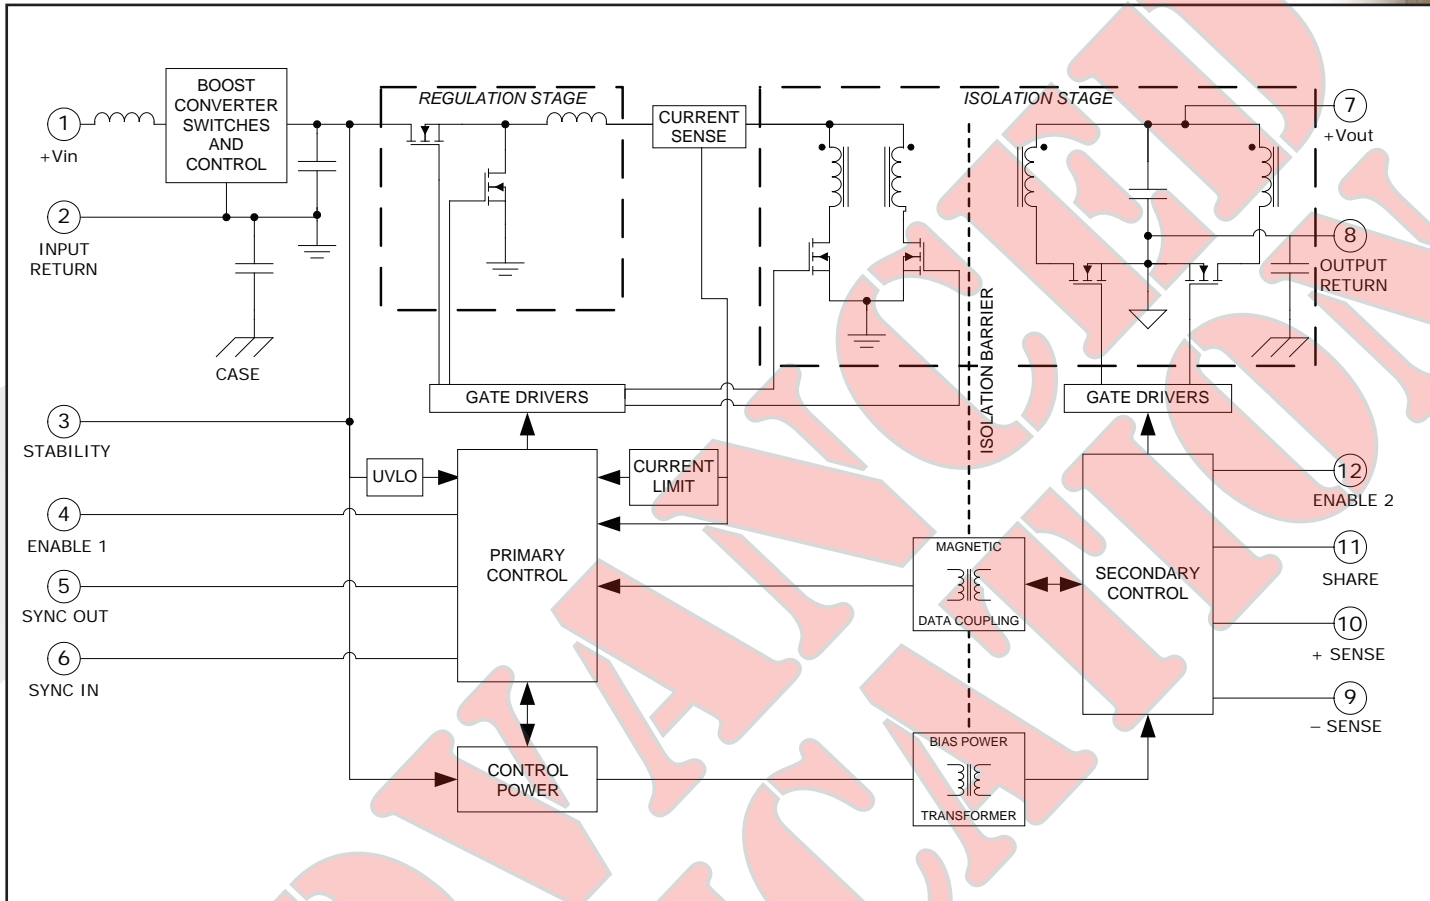 BOOST
CONVERTER
SWITCHES
AND
CONTROL
REGULATION STAGE
CURRENT
SENSE
ISOLATION STAGE
1
+Vin
7
+Vout
2
INPUT
RETURN
8
OUTPUT
RETURN
CASE
ISOLATION BARRIER
GATE DRIVERS
GATE DRIVERS
3
STABILITY
UVLO
CURRENT
LIMIT
12
ENABLE 2
4
ENABLE 1
PRIMARY
CONTROL
MAGNETIC
DATA COUPLING
SECONDARY
CONTROL
11
SHARE
5
SYNC OUT
10
+ SENSE
6
SYNC IN
9
– SENSE
CONTROL
POWER
BIAS POWER
TRANSFORMER